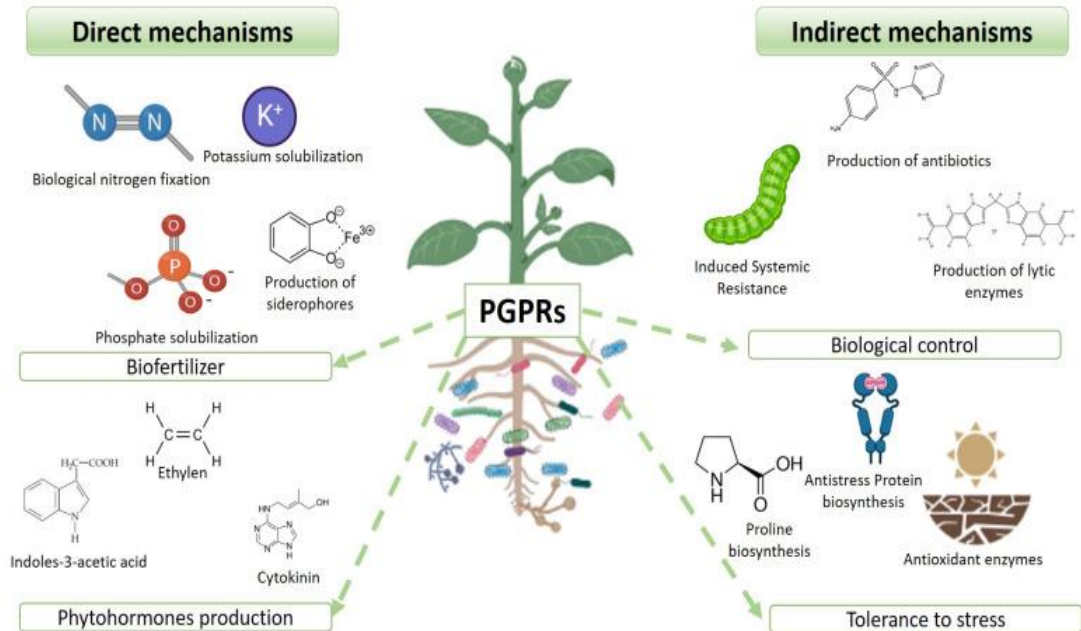 Direct mechanisms
Indirect mechanisms
N
N
K+
Biological nitrogen fixation
Potassium solubilization
O
P
O
O
O
-
-
O
O
Fe3+
Production of
siderophores
Phosphate solubilization
Biofertilizer
H
H
C=C
H
H
Ethylen
H2C-COOH
N
H
Indoles-3-acetic acid
HN
OH
N
N
N
N
H
Cytokinin
Phytohormones production
PGPRs
O
O
S
N
H
N
N
H2N
Production of antibiotics
Induced Systemic
Resistance
Production of lytic
enzymes
Biological control
N
H
OH
O
Proline
biosynthesis
Antistress Protein
biosynthesis
Antioxidant enzymes
Tolerance to stress